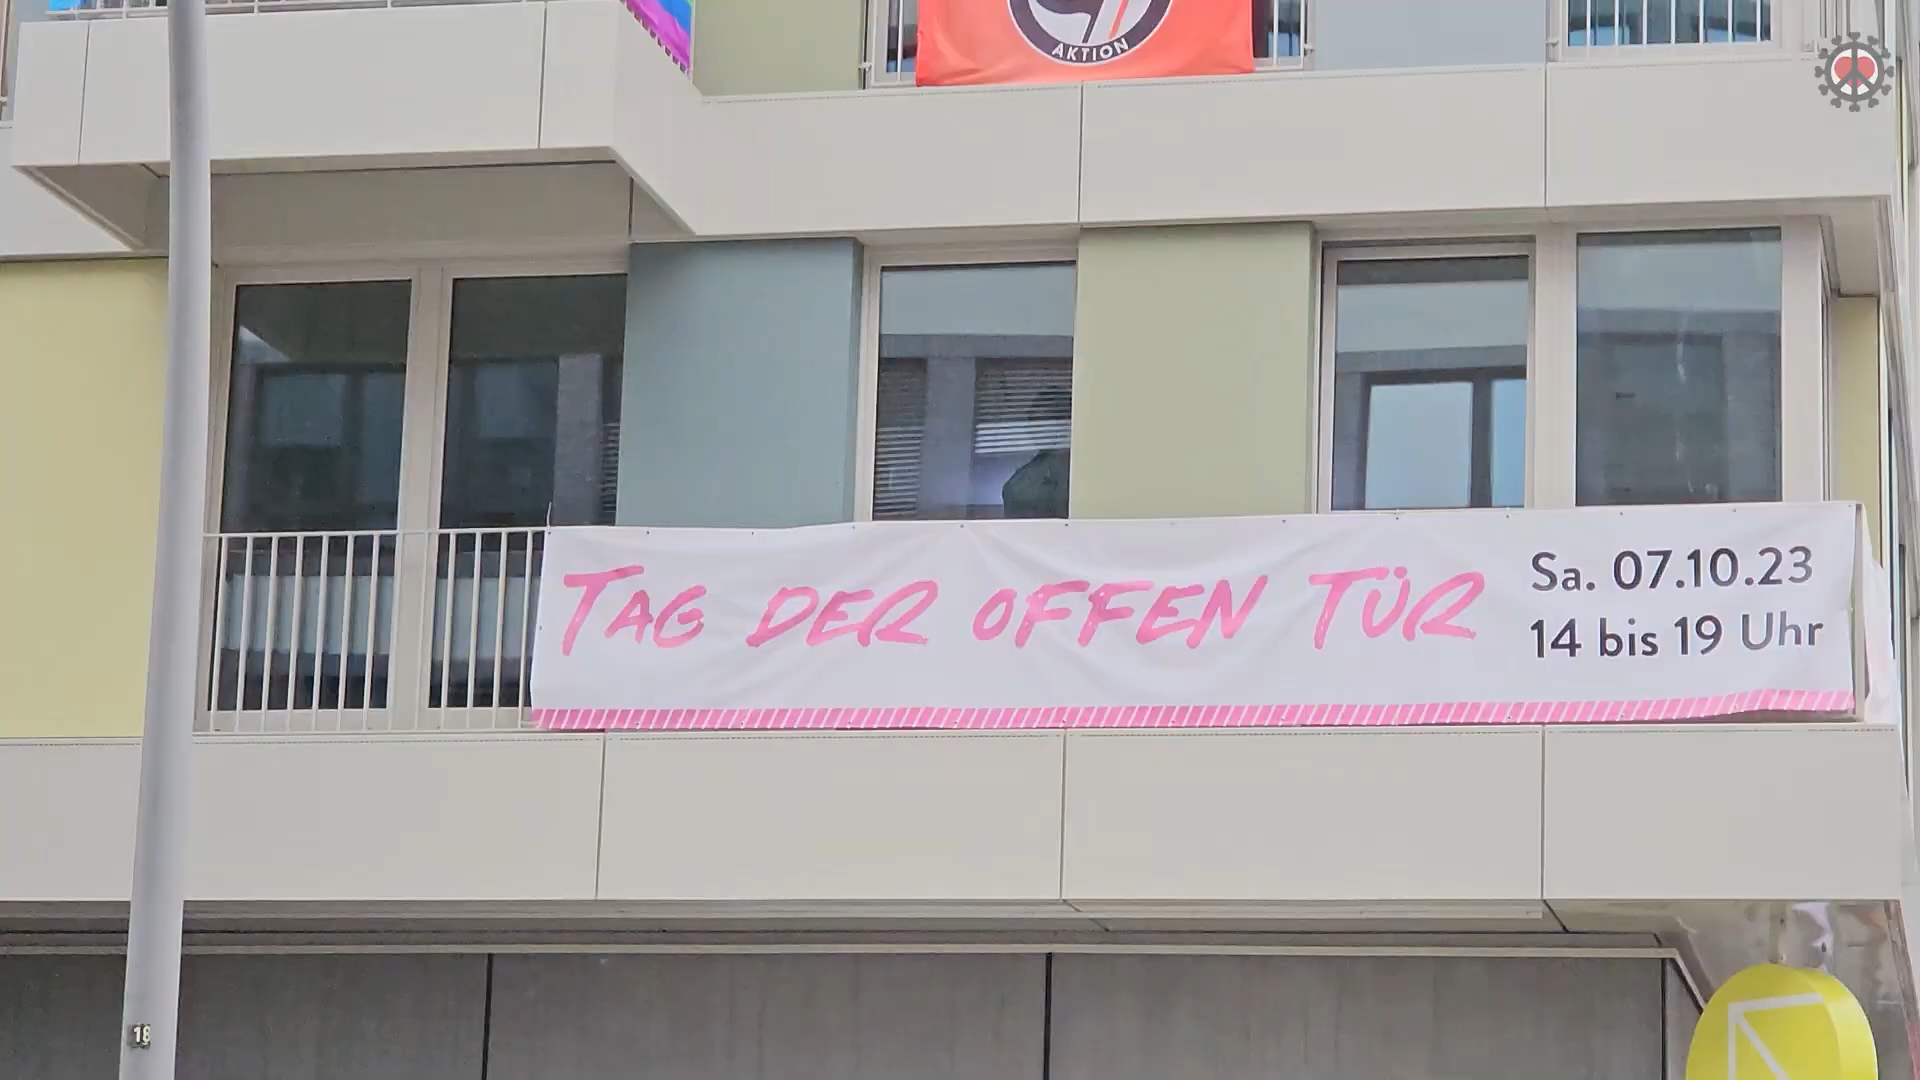 AKTION
TAG DER OFFEN TÜR
Sa. 07.10.23
14 bis 19 Uhr
18